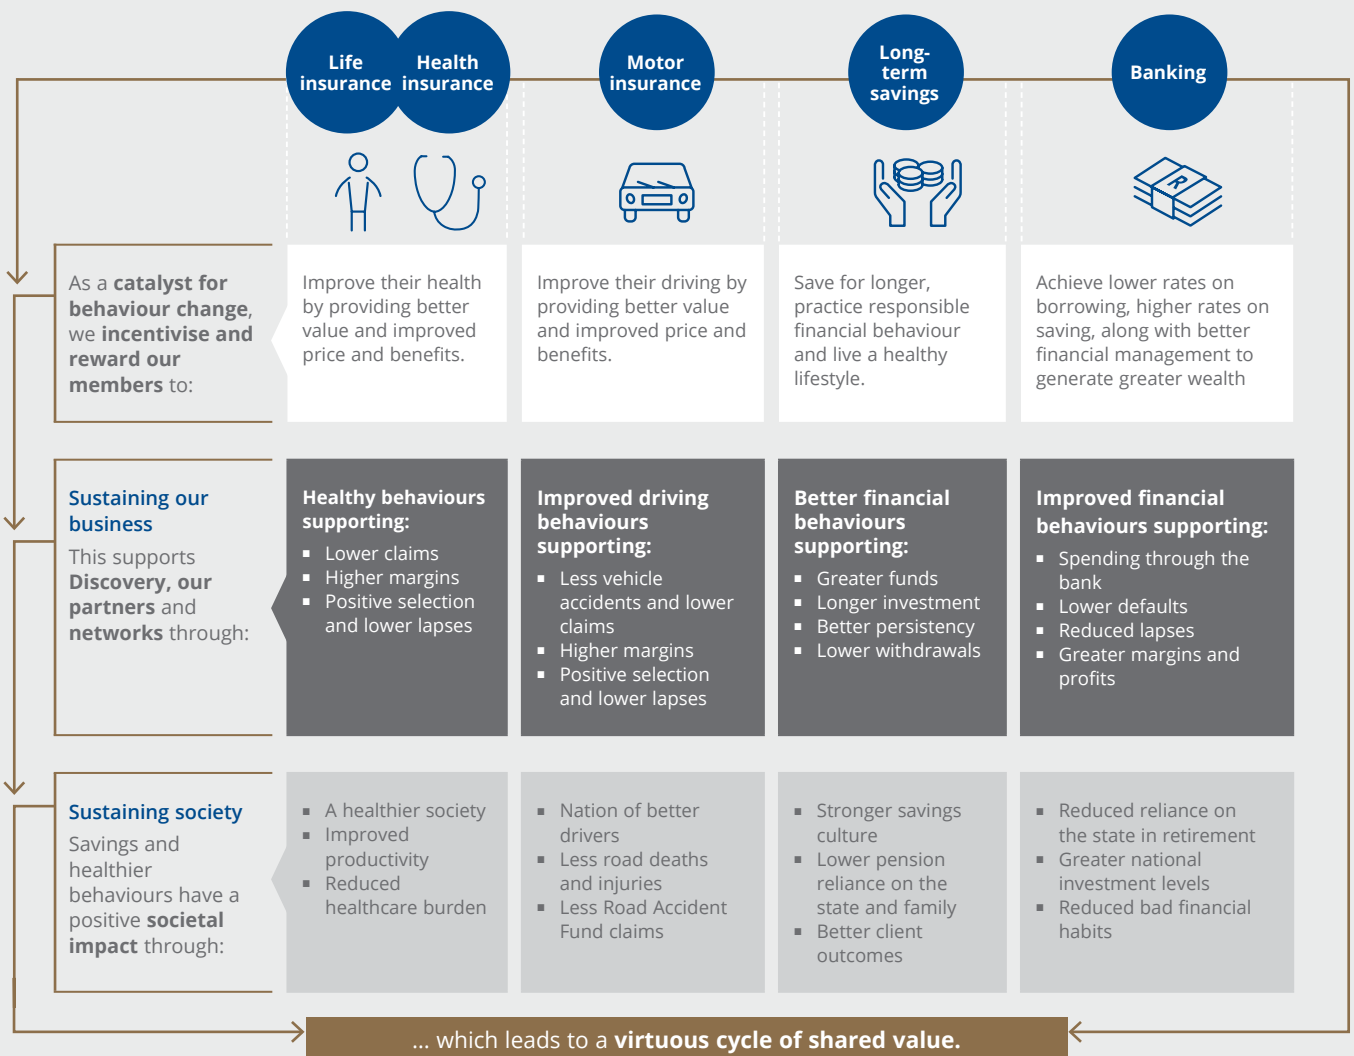 Life
insurance
Health
insurance
Motor
insurance
Long-
term
savings
Banking
R
As a catalyst for
behaviour change,
we incentivise and
reward our
members to:
Improve their health
by providing better
value and improved
price and benefits.
Improve their driving by
providing better value
and improved price and
benefits.
Save for longer,
practice responsible
financial behaviour
and live a healthy
lifestyle.
Achieve lower rates on
borrowing, higher rates on
saving, along with better
financial management to
generate greater wealth
Sustaining our
business
This supports
Discovery, our
partners and
networks through:
Healthy behaviours
supporting:
▪ Lower claims
▪ Higher margins
▪ Positive selection
and lower lapses
Improved driving
behaviours
supporting:
▪ Less vehicle
accidents and lower
claims
▪ Higher margins
▪ Positive selection
and lower lapses
Better financial
behaviours
supporting:
▪ Greater funds
▪ Longer investment
▪ Better persistency
▪ Lower withdrawals
Improved financial
behaviours supporting:
▪ Spending through the
bank
▪ Lower defaults
▪ Reduced lapses
▪ Greater margins and
profits
Sustaining society
Savings and
healthier
behaviours have a
positive societal
impact through:
▪ A healthier society
▪ Improved
productivity
▪ Reduced
healthcare burden
▪ Nation of better
drivers
▪ Less road deaths
and injuries
▪ Less Road Accident
Fund claims
▪ Stronger savings
culture
▪ Lower pension
reliance on the
state and family
▪ Better client
outcomes
▪ Reduced reliance on
the state in retirement
▪ Greater national
investment levels
▪ Reduced bad financial
habits
... which leads to a virtuous cycle of shared value.